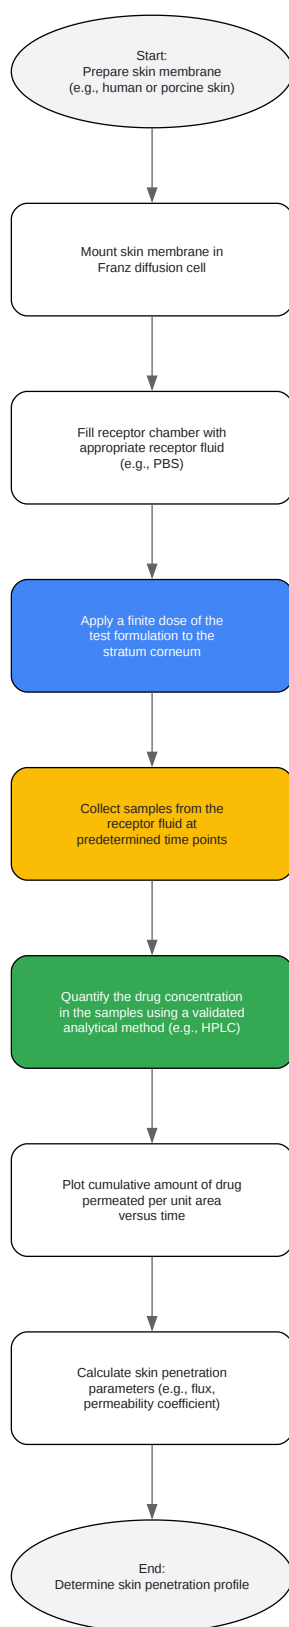 Start:
Prepare skin membrane
(e.g., human or porcine skin)
Mount skin membrane in
Franz diffusion cell
Fill receptor chamber with
appropriate receptor fluid
(e.g., PBS)
Apply a finite dose of the
test formulation to the
stratum corneum
Collect samples from the
receptor fluid at
predetermined time points
Quantify the drug concentration
in the samples using a validated
analytical method (e.g., HPLC)
Plot cumulative amount of drug
permeated per unit area
versus time
Calculate skin penetration
parameters (e.g., flux,
permeability coefficient)
End:
Determine skin penetration profile